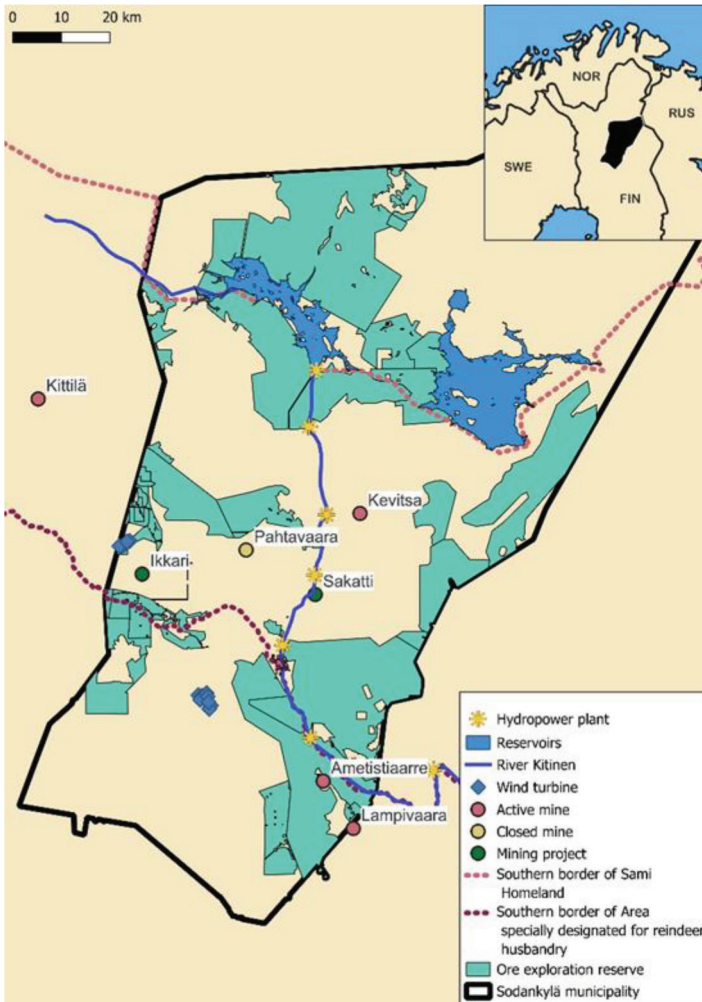 0 10 20 km
NOR
RUS
SWE
FIN
Kittilä
Kevitsa
Pahtavaara
Ikkari
Sakatti
Ametistiaarre
Lampivaara
Hydropower plant
Reservoirs
River Kitinen
Wind turbine
Active mine
Closed mine
Mining project
Southern border of Sami
Homeland
Southern border of Area
specially designated for reindeer
husbandry
Ore exploration reserve
Sodankylä municipality